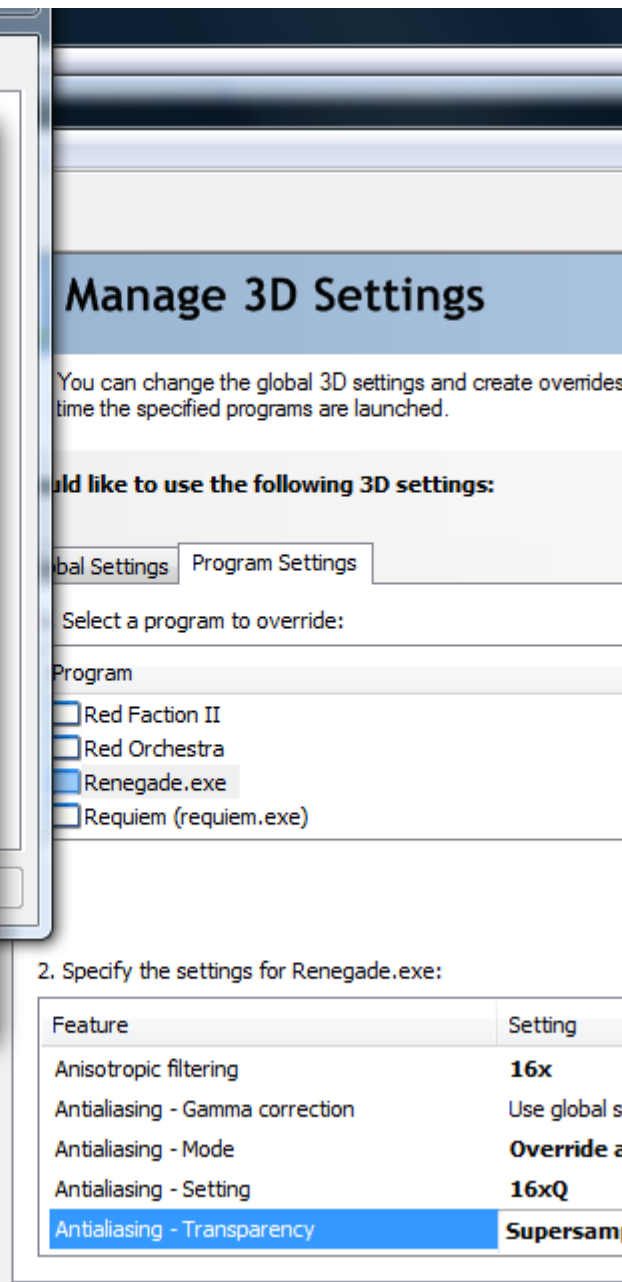 Manage 3D Settings
You can change the global 3D settings and create overrides
time the specified programs are launched.
uld like to use the following 3D settings:
bal Settings Program Settings
Select a program to override:
Program
Red Faction II
Red Orchestra
Renegade.exe
Requiem (requiem.exe)
2. Specify the settings for Renegade.exe:
Feature Setting
Anisotropic filtering 16x
Antialiasing - Gamma correction Use global s
Antialiasing - Mode Override a
Antialiasing - Setting 16xQ
Antialiasing - Transparency Supersamp